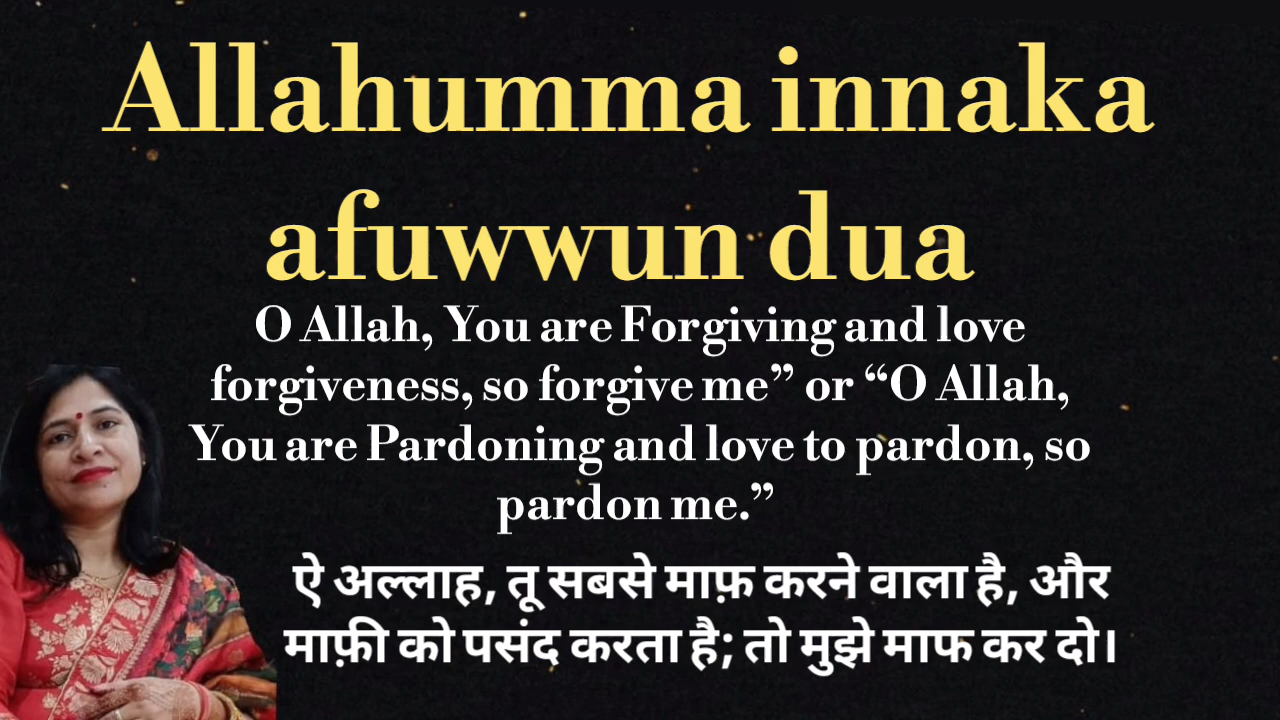 Allahumma innaka
afuwwun dua
O Allah, You are Forgiving and love
forgiveness, so forgive me” or “O Allah,
You are Pardoning and love to pardon, so
pardon me.”
ऐ अल्लाह, तू सबसे माफ़ करने वाला है, और
माफ़ी को पसंद करता है; तो मुझे माफ कर दो।